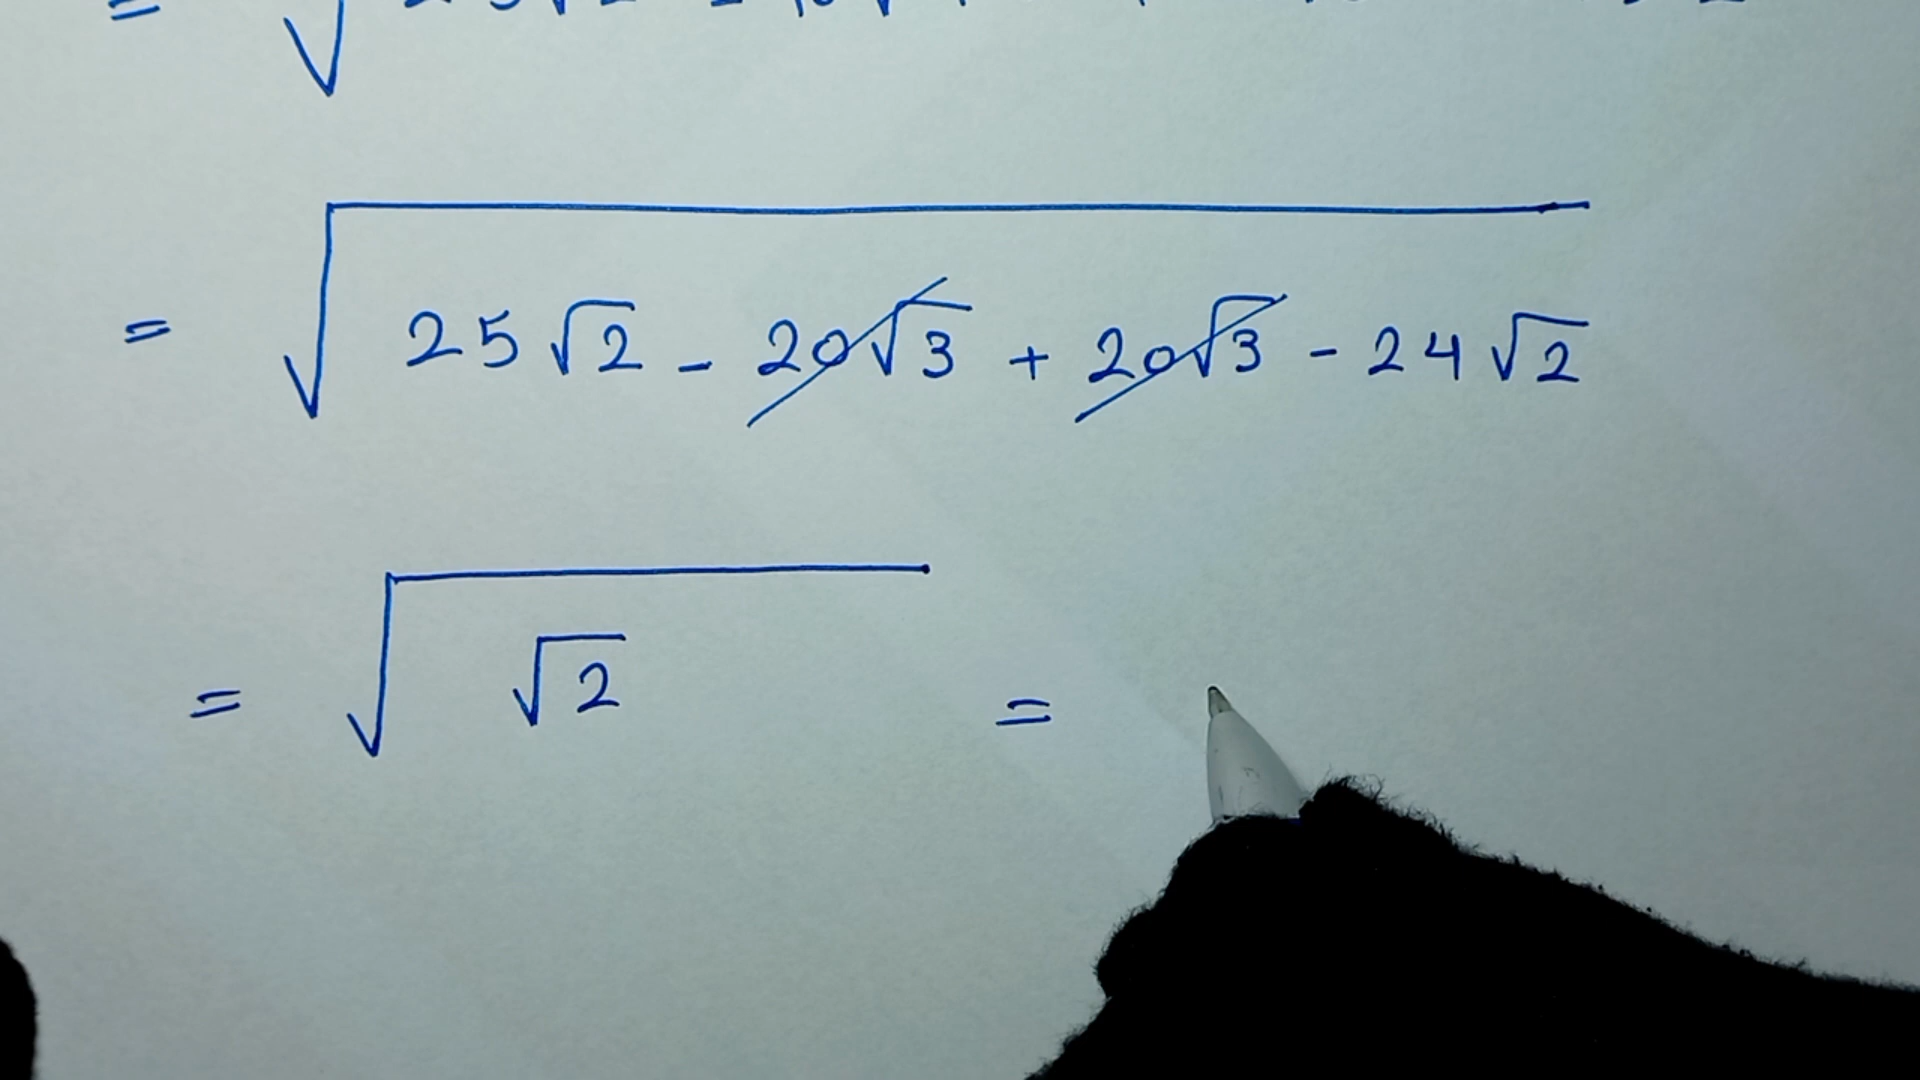 = √(25√2 - 20√3 + 20√3 - 24√2)
= √(√2) =